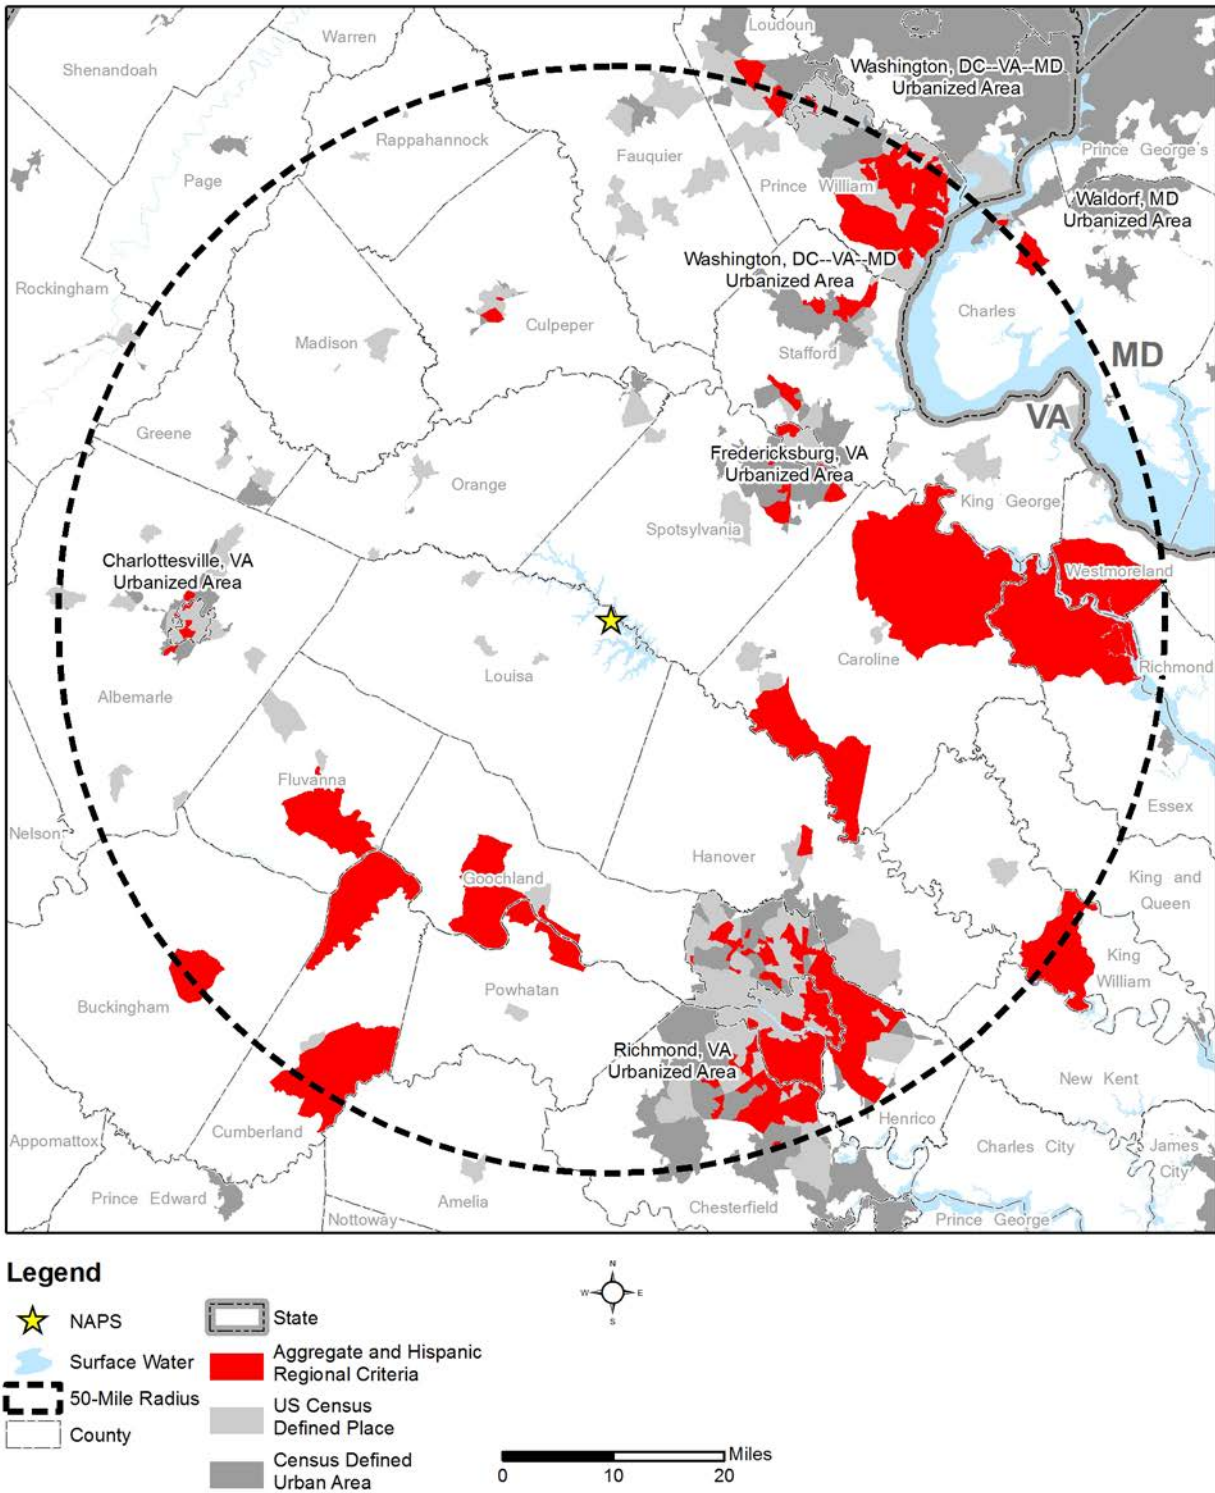 Loudoun
Warren
Shenandoah
Washington, DC--VA--MD
Urbanized Area
Rappahannock
Prince George's
Fauquier
Page
Prince William
Waldorf, MD
Urbanized Area
Washington, DC--VA--MD
Urbanized Area
Rockingham
Charles
Culpeper
Madison
Stafford
MD
VA
Greene
Fredericksburg, VA
Urbanized Area
Orange
King George
Spotsylvania
Charlottesville, VA
Urbanized Area
Westmoreland
Caroline
Richmond
Louisa
Albemarle
Fluvanna
Essex
Nelson
Hanover
Goochland
King and
Queen
King
William
Powhatan
Buckingham
Richmond, VA
Urbanized Area
New Kent
Henrico
Cumberland
Appomattox
Charles City
James
City
Prince Edward
Amelia
Chesterfield
Nottoway
Prince George
Legend
N
W
E
S
NAPS
State
Surface Water
Aggregate and Hispanic
Regional Criteria
50-Mile Radius
US Census
Defined Place
County
Census Defined
Urban Area
Miles
0
10
20